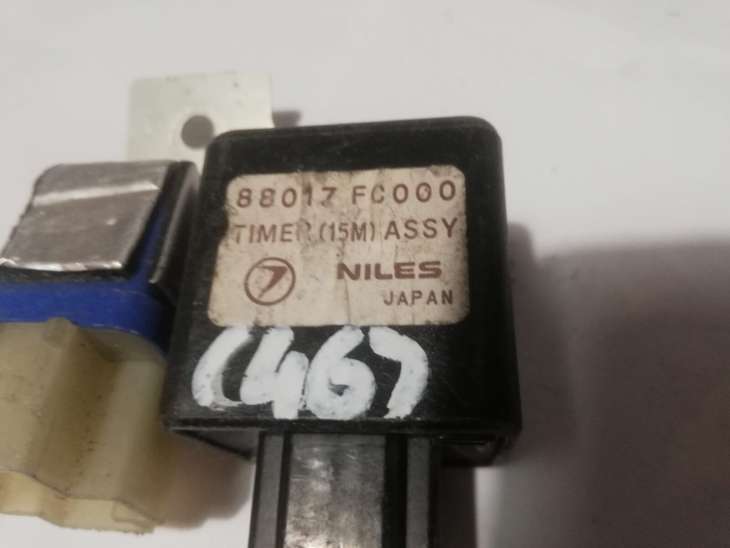 88017 FC000
TIMER (15M) ASSY
NILES
JAPAN
(46)